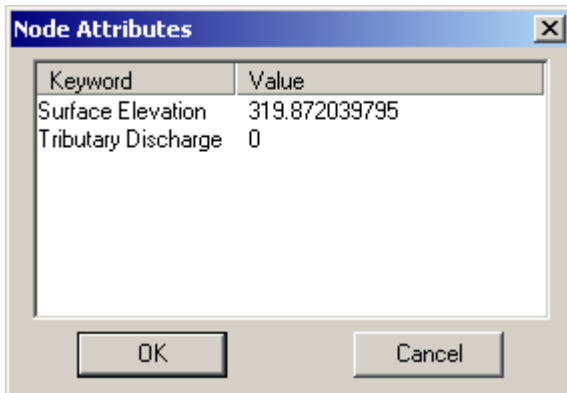 Node Attributes
Keyword Value
Surface Elevation 319.872039795
Tributary Discharge 0
OK Cancel